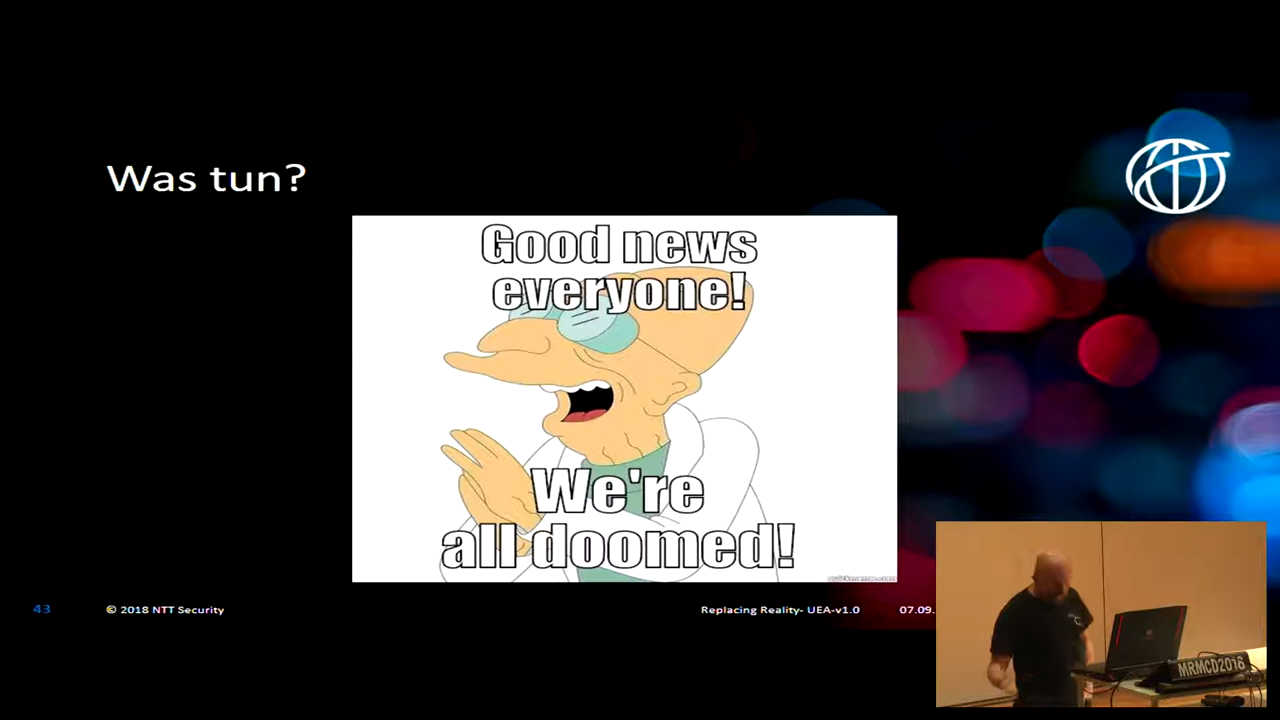 Was tun?
Good news
everyone!
We're
all doomed!
43
© 2018 NTT Security
Replacing Reality- UEA-v1.0
07.09.
MRMCD2018